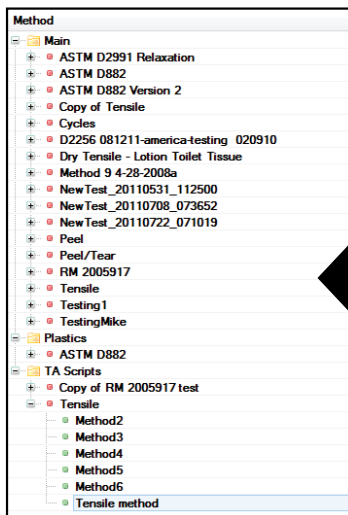 Method
Main
ASTM D2991 Relaxation
ASTM D882
ASTM D882 Version 2
Copy of Tensile
Cycles
D2256 081211-america-testing 020910
Dry Tensile - Lotion Toilet Tissue
Method 9 4-28-2008a
NewTest_20110531_112500
NewTest_20110708_073652
NewTest_20110722_071019
Peel
Peel/Tear
RM 2005917
Tensile
Testing1
TestingMike
Plastics
ASTM D882
TA Scripts
Copy of RM 2005917 test
Tensile
Method2
Method3
Method4
Method5
Method6
Tensile method